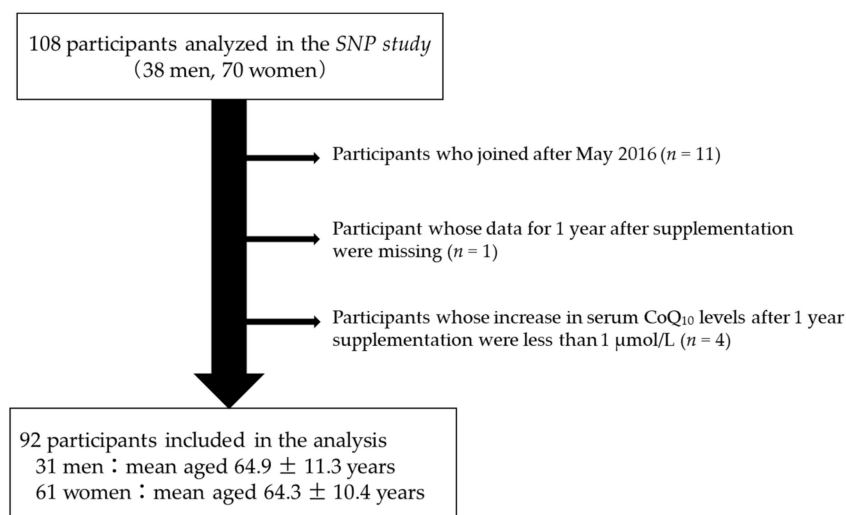 108 participants analyzed in the SNP study
(38 men, 70 women)
Participants who joined after May 2016 (n = 11)
Participant whose data for 1 year after supplementation
were missing (n = 1)
Participants whose increase in serum CoQ₁₀ levels after 1 year
supplementation were less than 1 μmol/L (n = 4)
92 participants included in the analysis
31 men：mean aged 64.9 ± 11.3 years
61 women：mean aged 64.3 ± 10.4 years